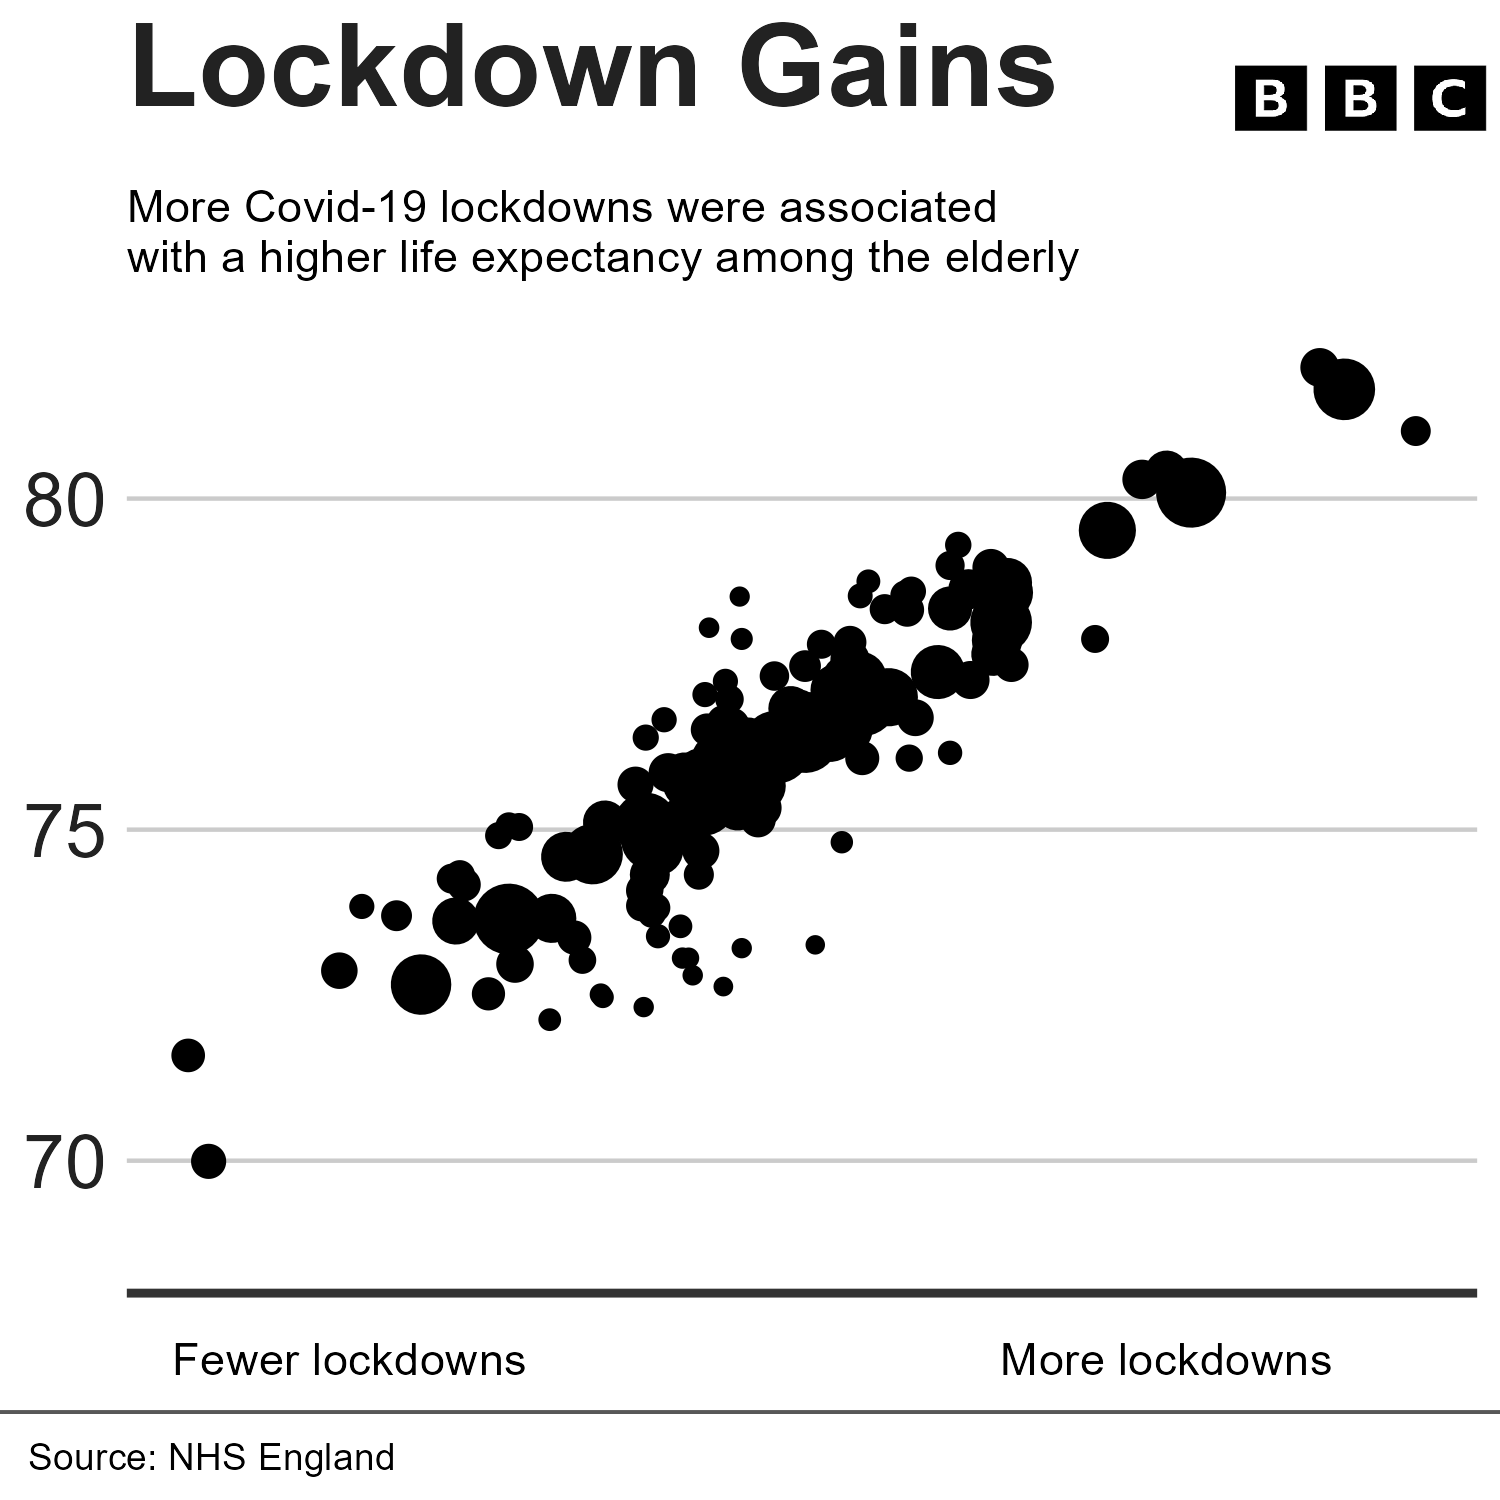 Lockdown Gains
BBC
More Covid-19 lockdowns were associated
with a higher life expectancy among the elderly
80
75
70
Fewer lockdowns
More lockdowns
Source: NHS England